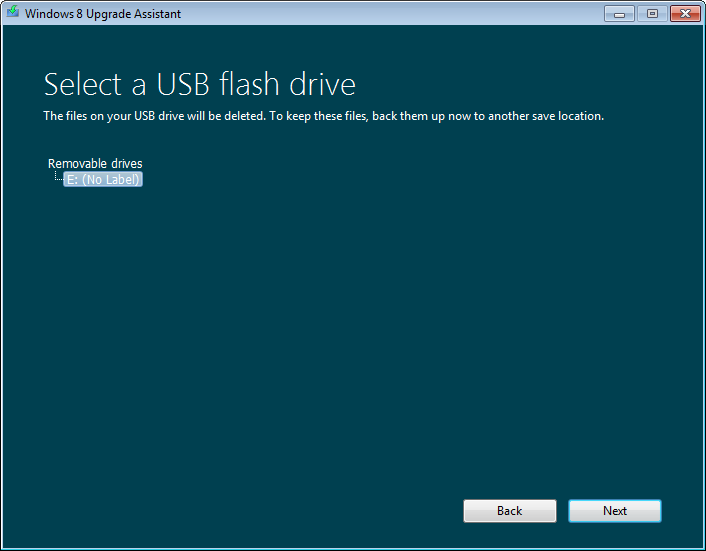 Windows 8 Upgrade Assistant
Select a USB flash drive
The files on your USB drive will be deleted. To keep these files, back them up now to another save location.
Removable drives
E: (No Label)
Back Next